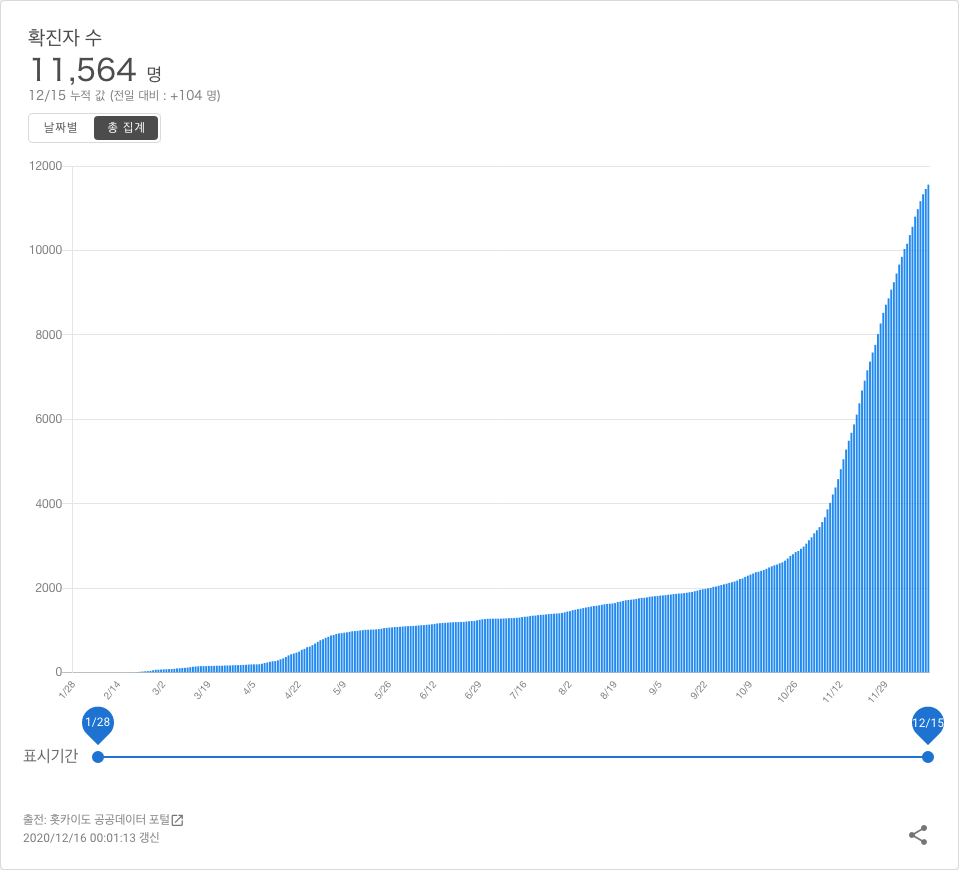 확진자 수
11,564 명
12/15 누적 값 (전일 대비 : +104 명)
날짜별 총 집계
12000
10000
8000
6000
4000
2000
0
1/28 2/14 3/2 3/19 4/5 4/22 5/9 5/26 6/12 6/29 7/16 8/2 8/19 9/5 9/22 10/9 10/26 11/12 11/29
1/28 12/15
표시기간
출전: 홋카이도 공공데이터 포털
2020/12/16 00:01:13 갱신